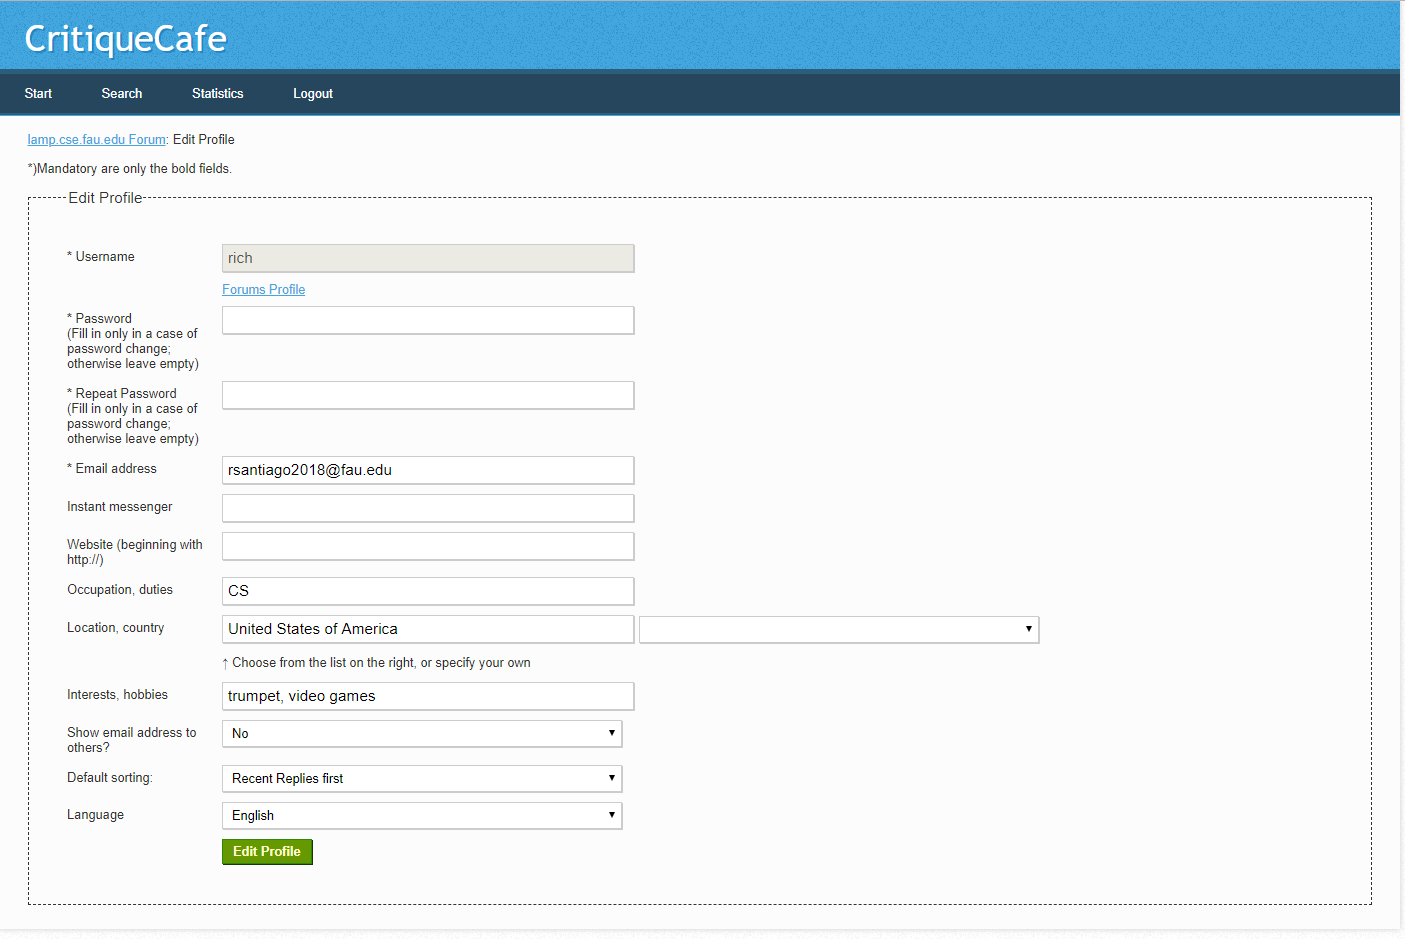 CritiqueCafe
Start Search Statistics Logout
lamp.cse.fau.edu Forum: Edit Profile
*)Mandatory are only the bold fields.
Edit Profile
* Username rich
Forums Profile
* Password
(Fill in only in a case of
password change;
otherwise leave empty)
* Repeat Password
(Fill in only in a case of
password change;
otherwise leave empty)
* Email address rsantiago2018@fau.edu
Instant messenger
Website (beginning with
http://)
Occupation, duties CS
Location, country United States of America
↑ Choose from the list on the right, or specify your own
Interests, hobbies trumpet, video games
Show email address to
others? No
Default sorting: Recent Replies first
Language English
Edit Profile